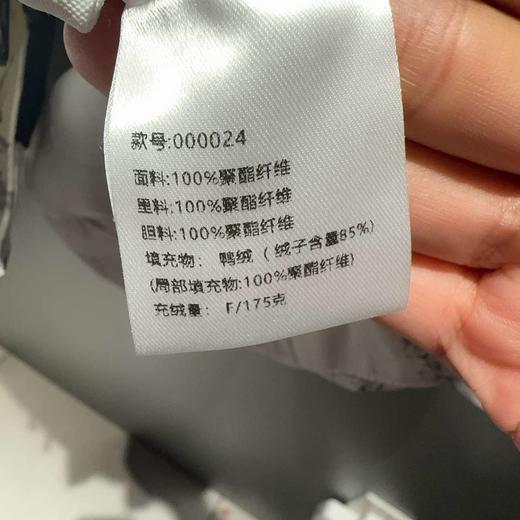 款号:000024
面料:100%聚酯纤维
里料:100%聚酯纤维
胆料:100%聚酯纤维
填充物: 鸭绒 ( 绒子含量85%)
(局部填充物:100%聚酯纤维)
充绒量: F/175克